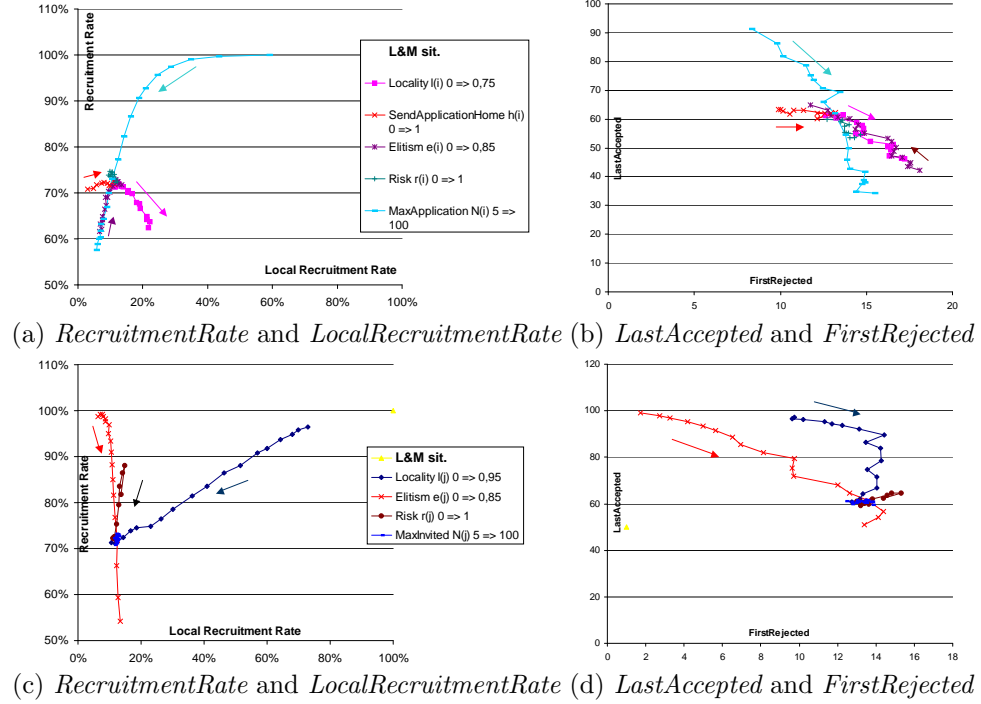 110%
100%
90%
80%
70%
60%
50%
0%
20%
40%
60%
80%
100%
Recruitment Rate
Local Recruitment Rate
L&M sit.
Locality l(i) 0 => 0,75
SendApplicationHome h(i)
0 => 1
Elitism e(i) 0 => 0,85
Risk r(i) 0 => 1
MaxApplication N(i) 5 =>
100
100
90
80
70
60
50
40
30
20
10
0
0
5
10
15
20
LastAccepted
FirstRejected
(a) RecruitmentRate and LocalRecruitmentRate
(b) LastAccepted and FirstRejected
110%
100%
90%
80%
70%
60%
50%
0%
20%
40%
60%
80%
100%
Recruitment Rate
Local Recruitment Rate
L&M sit.
Locality l(j) 0 => 0,95
Elitism e(j) 0 => 0,85
Risk r(j) 0 => 1
MaxInvited N(j) 5 => 100
120
100
80
60
40
20
0
0
2
4
6
8
10
12
14
16
18
LastAccepted
FirstRejected
(c) RecruitmentRate and LocalRecruitmentRate
(d) LastAccepted and FirstRejected